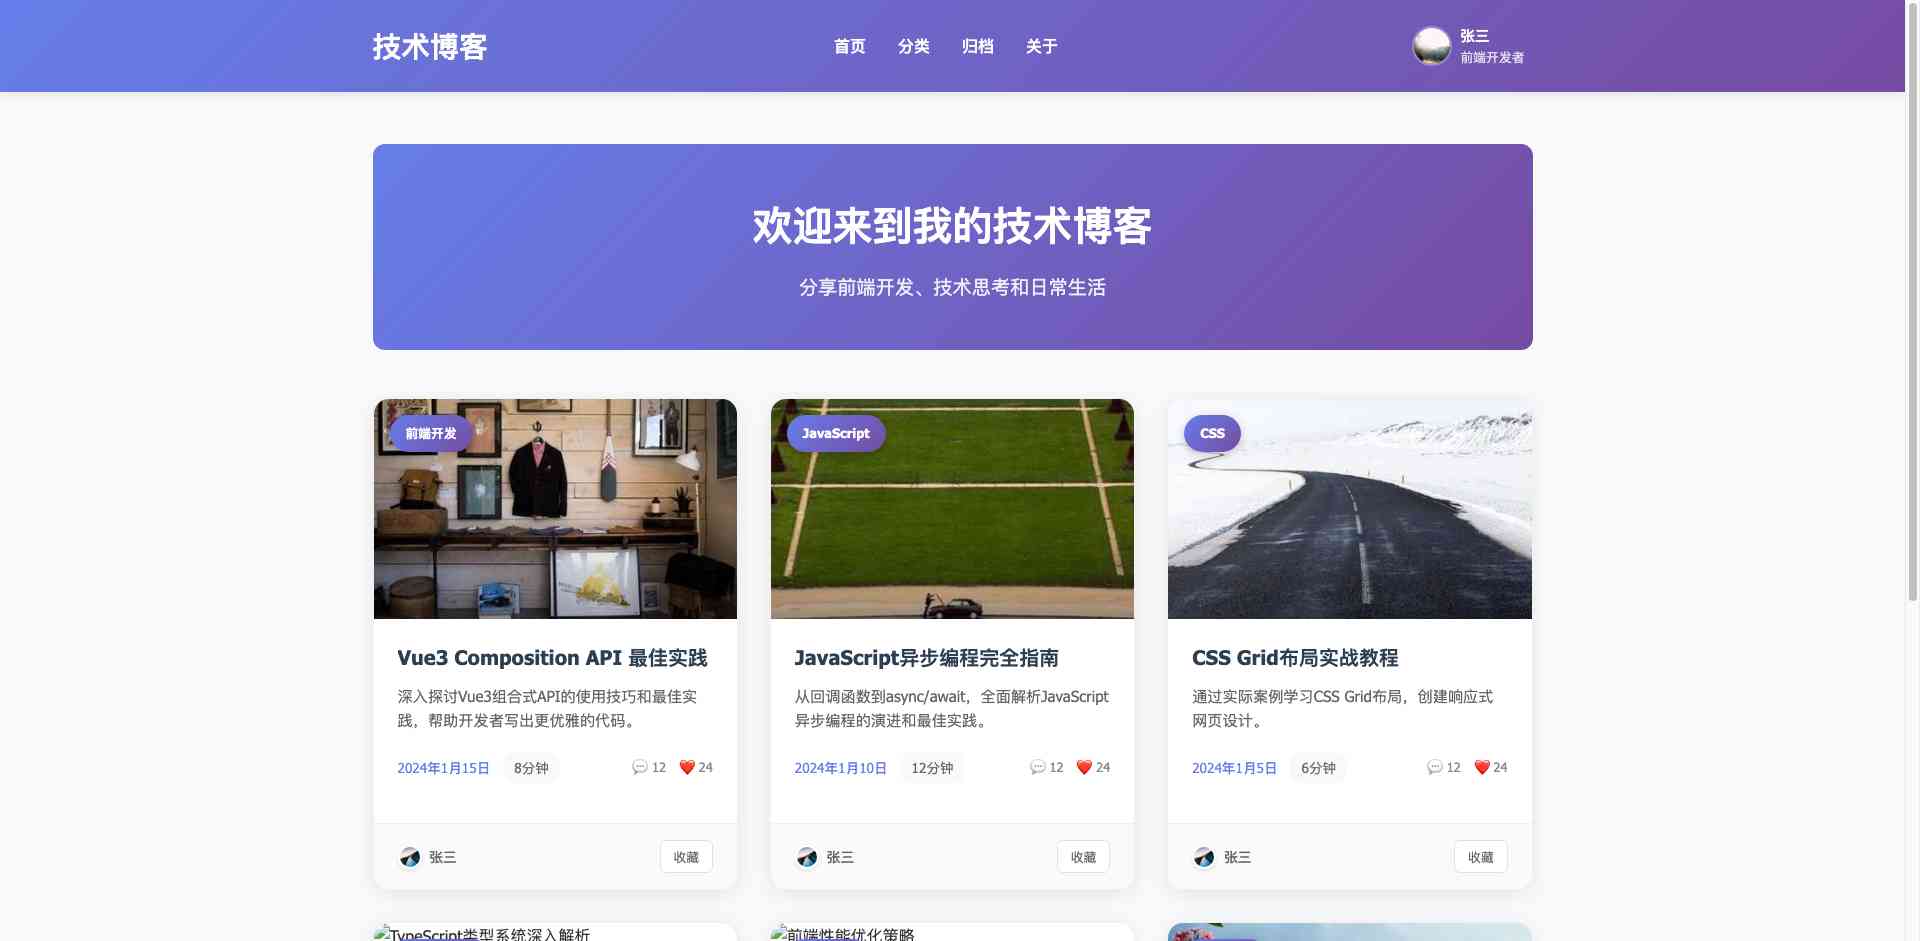 技术博客
首页
分类
归档
关于
张三
前端开发者
欢迎来到我的技术博客
分享前端开发、技术思考和日常生活
前端开发
Vue3 Composition API 最佳实践
深入探讨Vue3组合式API的使用技巧和最佳实
践，帮助开发者写出更优雅的代码。
2024年1月15日 8分钟 💬 12 ❤️ 24
张三 收藏
JavaScript
JavaScript异步编程完全指南
从回调函数到async/await，全面解析JavaScript
异步编程的演进和最佳实践。
2024年1月10日 12分钟 💬 12 ❤️ 24
张三 收藏
CSS
CSS Grid布局实战教程
通过实际案例学习CSS Grid布局，创建响应式
网页设计。
2024年1月5日 6分钟 💬 12 ❤️ 24
张三 收藏
TypeScript类型系统深入解析
前端性能优化策略